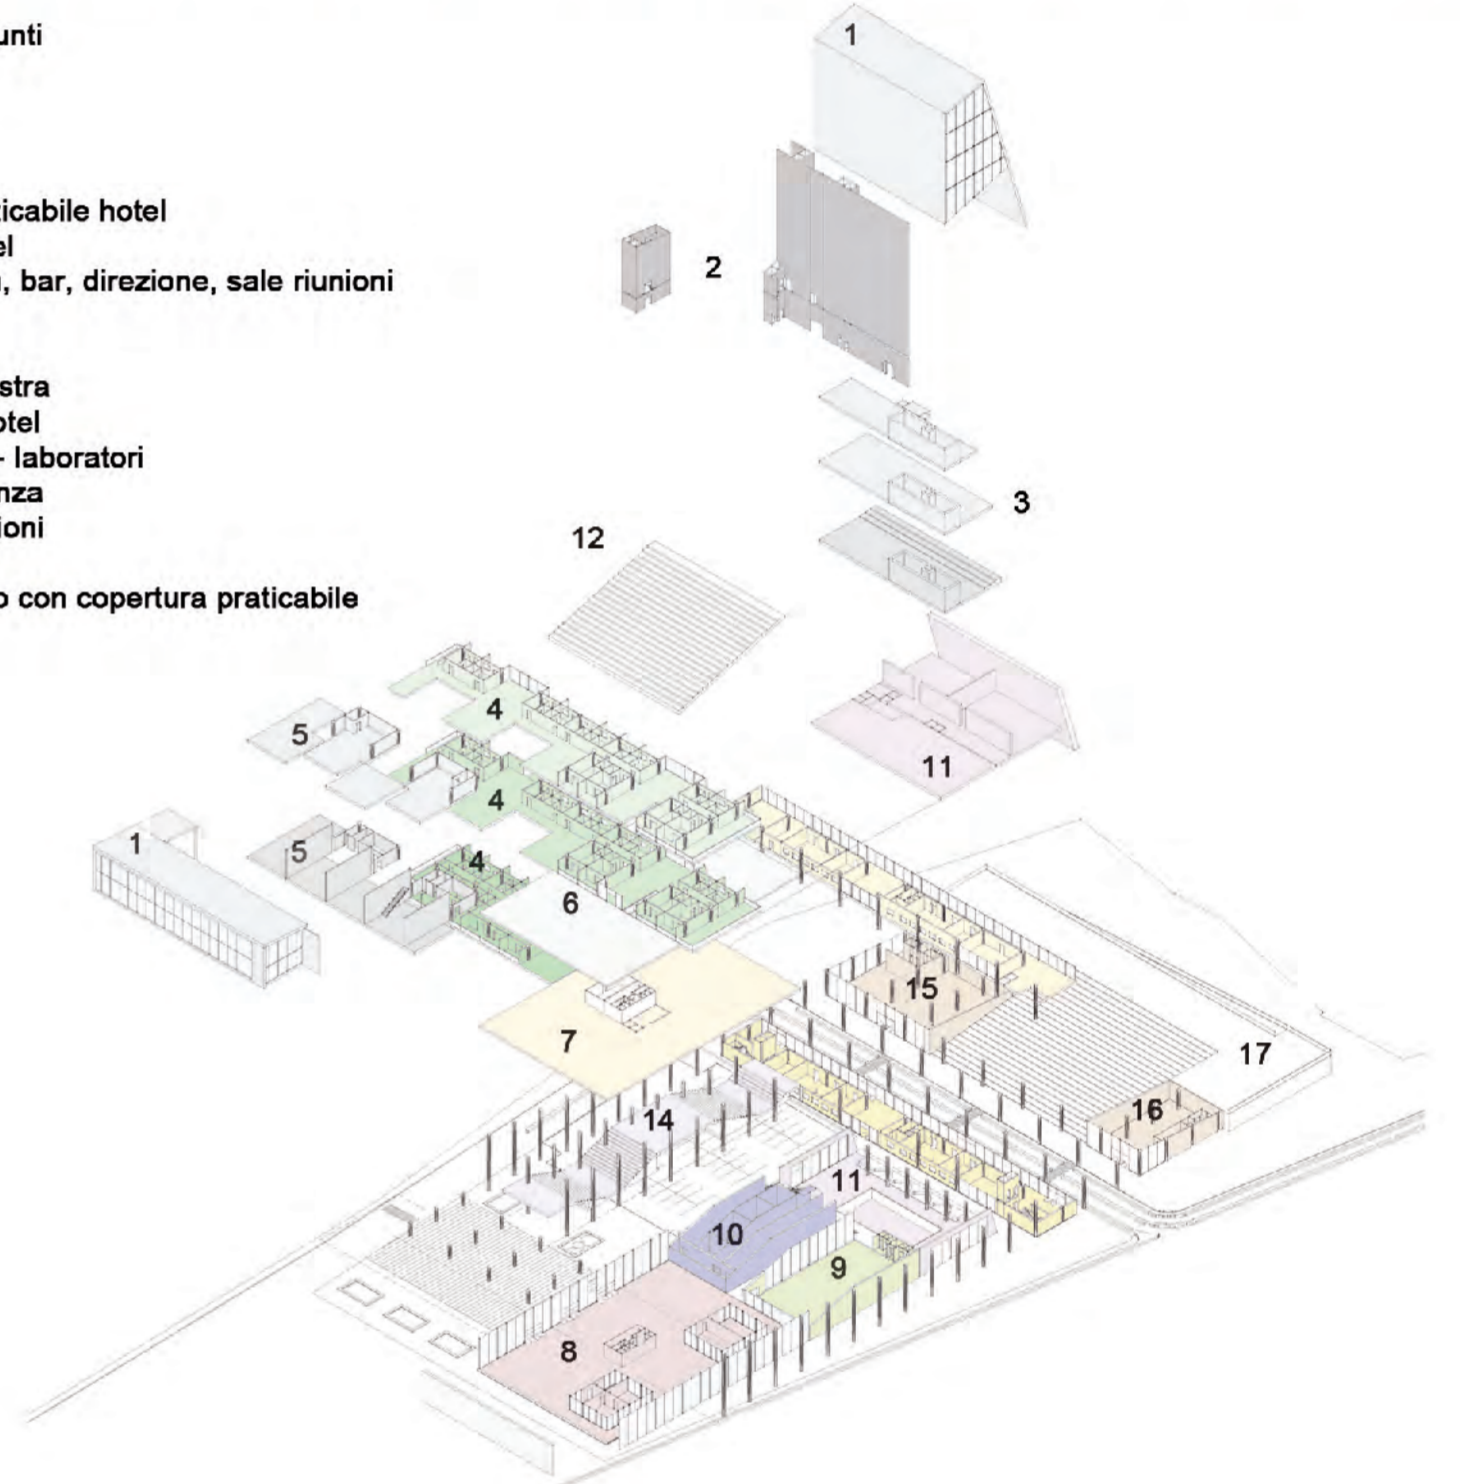 unti
ticabile hotel
el
, bar, direzione, sale riunioni
stra
otel
- laboratori
nza
ioni
o con copertura praticabile
1
2
3
12
4
5
11
4
1
5
4
6
15
7
17
16
14
11
10
9
8